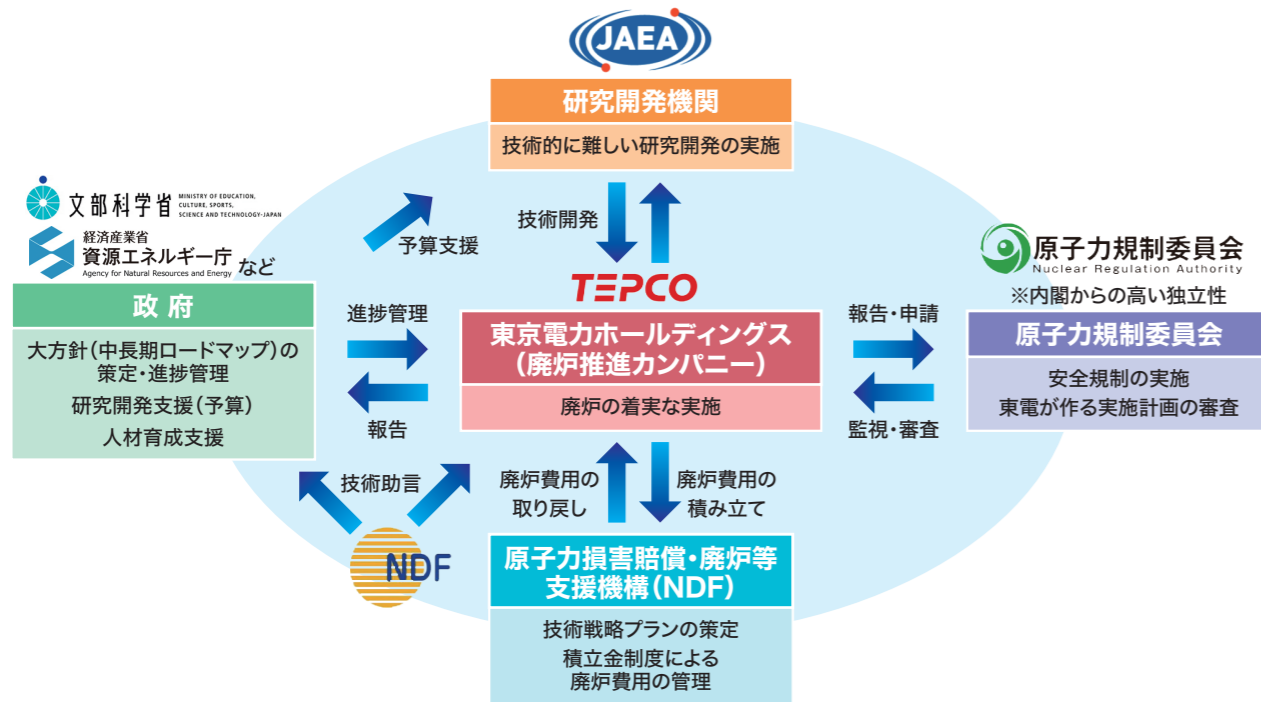 JAEA
研究開発機関
技術的に難しい研究開発の実施
文部科学省
MINISTRY OF EDUCATION,
CULTURE, SPORTS,
SCIENCE AND TECHNOLOGY-JAPAN
経済産業省
資源エネルギー庁
Agency for Natural Resources and Energy
など
政府
大方針(中長期ロードマップ)の
策定・進捗管理
研究開発支援(予算)
人材育成支援
予算支援
技術開発
進捗管理
報告
TEPCO
東京電力ホールディングス
(廃炉推進カンパニー)
廃炉の着実な実施
報告・申請
監視・審査
原子力規制委員会
Nuclear Regulation Authority
※内閣からの高い独立性
原子力規制委員会
安全規制の実施
東電が作る実施計画の審査
技術助言
NDF
廃炉費用の
取り戻し
廃炉費用の
積み立て
原子力損害賠償・廃炉等
支援機構(NDF)
技術戦略プランの策定
積立金制度による
廃炉費用の管理